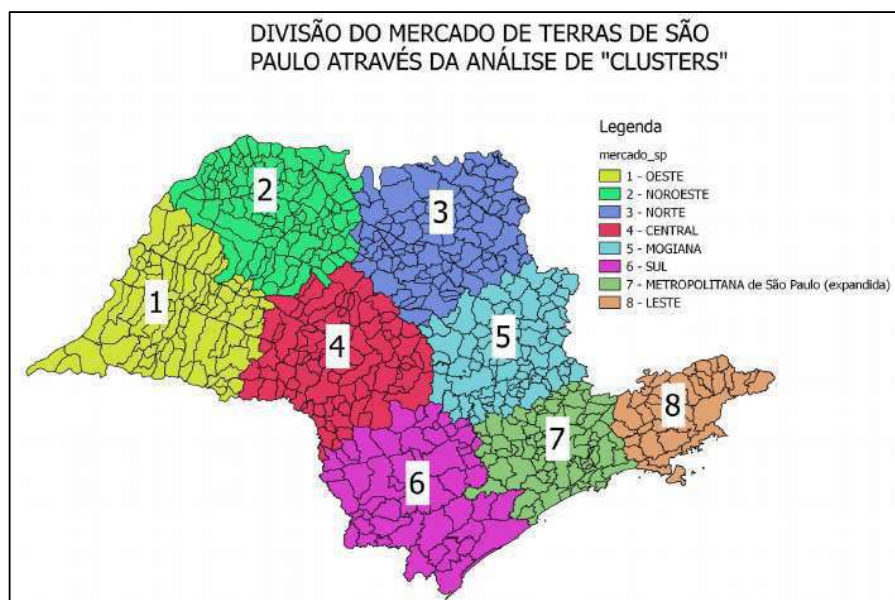 DIVISÃO DO MERCADO DE TERRAS DE SÃO
PAULO ATRAVÉS DA ANÁLISE DE "CLUSTERS"
Legenda
mercado_sp
1 - OESTE
2 - NOROESTE
3 - NORTE
4 - CENTRAL
5 - MOGIANA
6 - SUL
7 - METROPOLITANA de São Paulo (expandida)
8 - LESTE
2
3
1
4
5
8
7
6